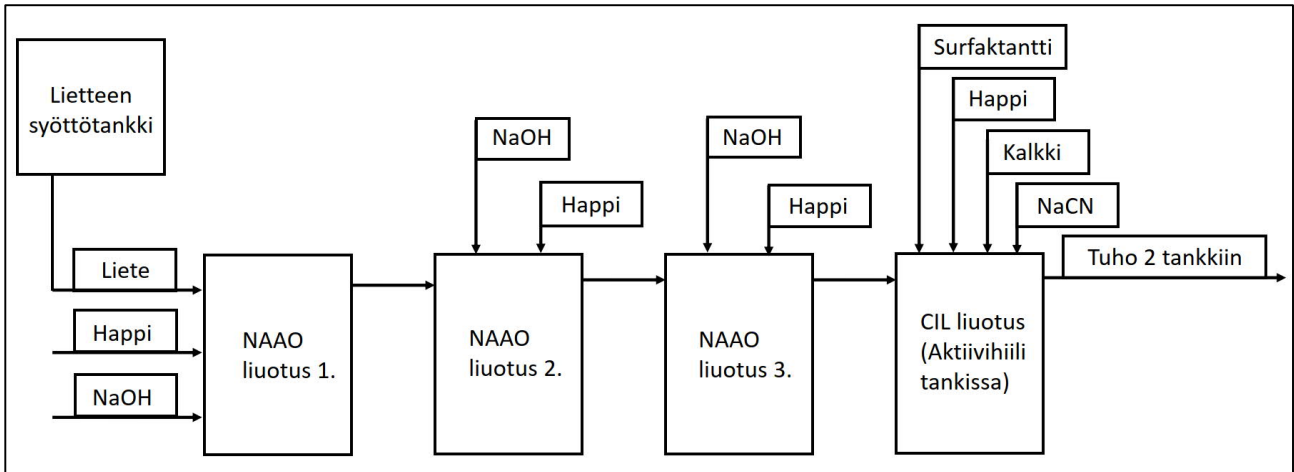 Lietteen
syöttötankki
Liete
Happi
NaOH
NAAO
liuotus 1.
NaOH
Happi
NAAO
liuotus 2.
NaOH
Happi
NAAO
liuotus 3.
Surfaktantti
Happi
Kalkki
NaCN
CIL liuotus
(Aktiivihiili
tankissa)
Tuho 2 tankkiin